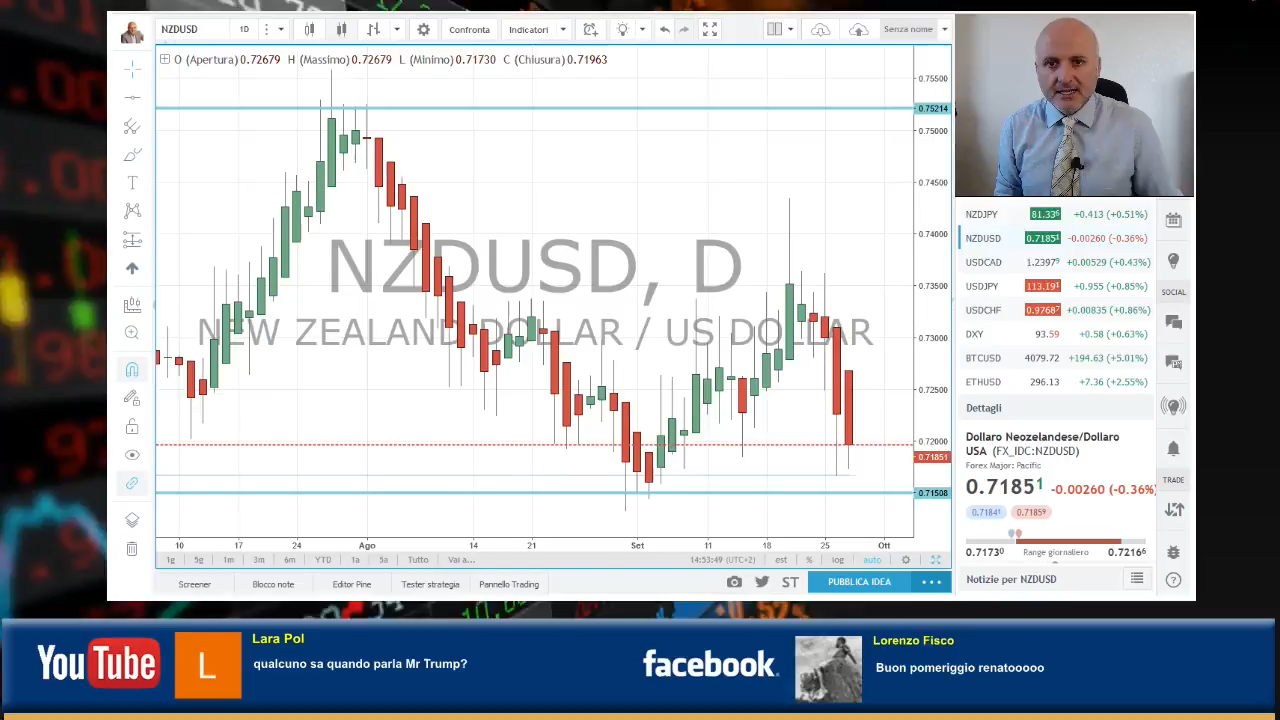 NZDUSD
1D
Confronta
Indicatori
Senza nome
O (Apertura) 0.72679 H (Massimo) 0.72679 L (Minimo) 0.71730 C (Chiusura) 0.71963
NZDUSD, D
NEW ZEALAND DOLLAR / US DOLLAR
0.75500
0.75214
0.75000
0.74500
0.74000
0.73500
0.73000
0.72500
0.72000
0.71851
0.71508
10 17 24 Ago 14 21 Set 11 18 25 Ott
1g 5g 1m 3m 6m YTD 1a 5a Tutto Vai a...
14:53:49 (UTC+2) est % log auto
Screener Blocco note Editor Pine Tester strategia Pannello Trading
ST
PUBBLICA IDEA
NZDJPY 81.336 +0.413 (+0.51%)
NZDUSD 0.71851 -0.00260 (-0.36%)
USDCAD 1.23979 +0.00529 (+0.43%)
USDJPY 113.191 +0.955 (+0.85%)
USDCHF 0.97687 +0.00835 (+0.86%)
DXY 93.59 +0.58 (+0.63%)
BTCUSD 4079.72 +194.63 (+5.01%)
ETHUSD 296.13 +7.36 (+2.55%)
Dettagli
Dollaro Neozelandese/Dollaro
USA (FX_IDC:NZDUSD)
Forex Major: Pacific
0.71851 -0.00260 (-0.36%)
0.71841 0.71859
0.71730 Range giornaliero 0.72166
Notizie per NZDUSD
SOCIAL
TRADE
YouTube
L
Lara Pol
qualcuno sa quando parla Mr Trump?
facebook
Lorenzo Fisco
Buon pomeriggio renatooooo